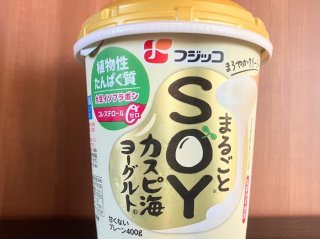 フジッコ
まろやかクリーミー
植物性
たんぱく質
大豆イソフラボン
コレステロール 0 ゼロ
まるごと
SOY
カスピ海
ヨーグルト®
甘くない
プレーン400g